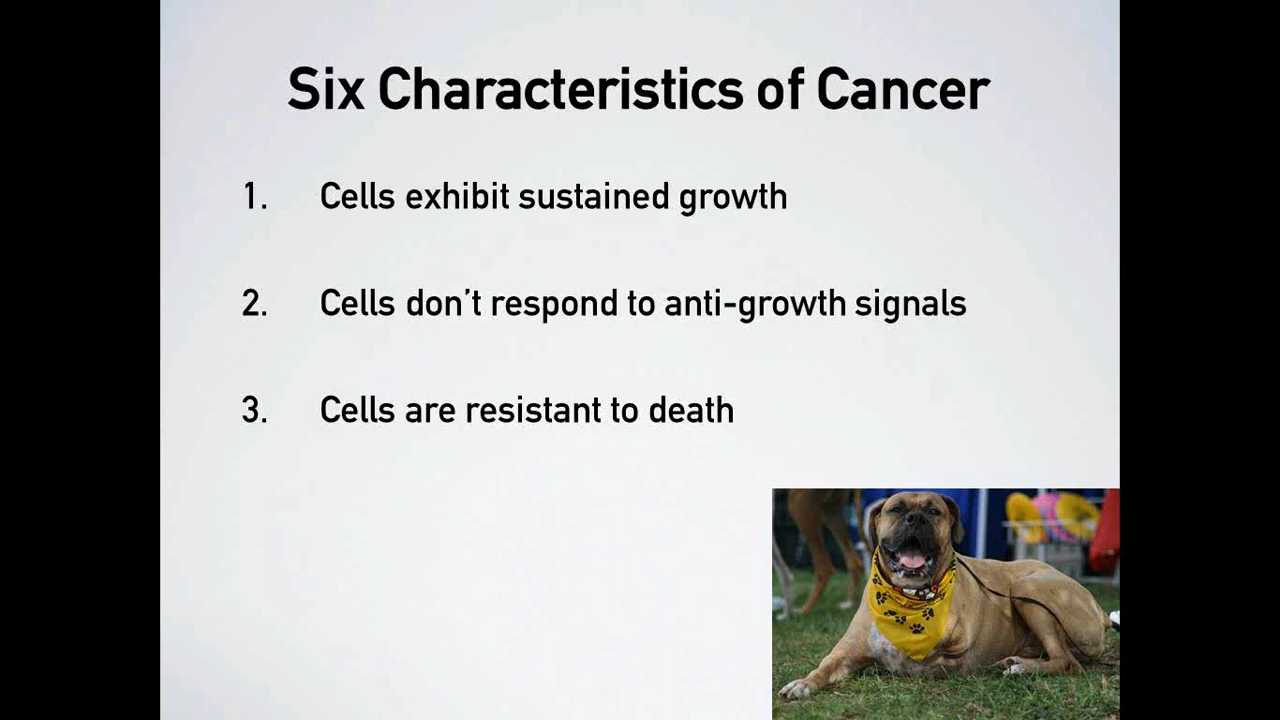 Six Characteristics of Cancer
1. Cells exhibit sustained growth
2. Cells don’t respond to anti-growth signals
3. Cells are resistant to death